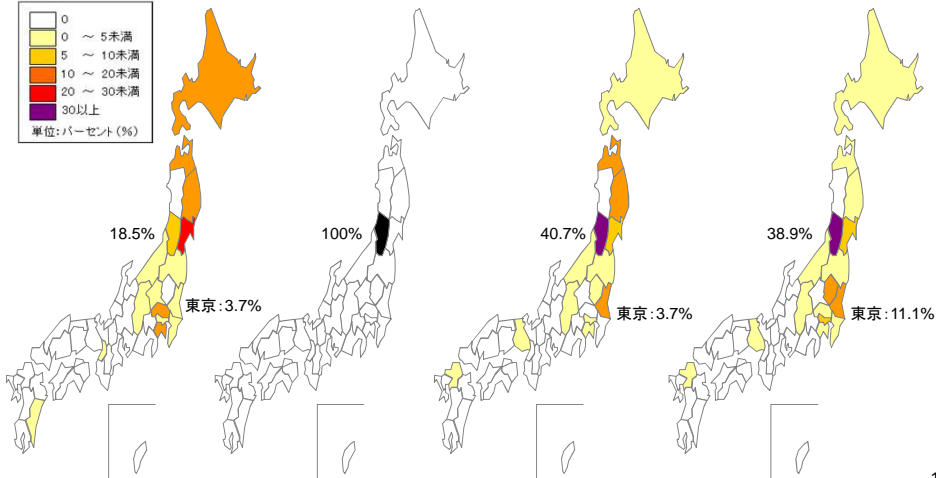 0
0 ～ 5未満
5 ～ 10未満
10 ～ 20未満
20 ～ 30未満
30以上
単位:パーセント(%)
18.5%
100%
40.7%
38.9%
東京:3.7%
東京:3.7%
東京:11.1%
1